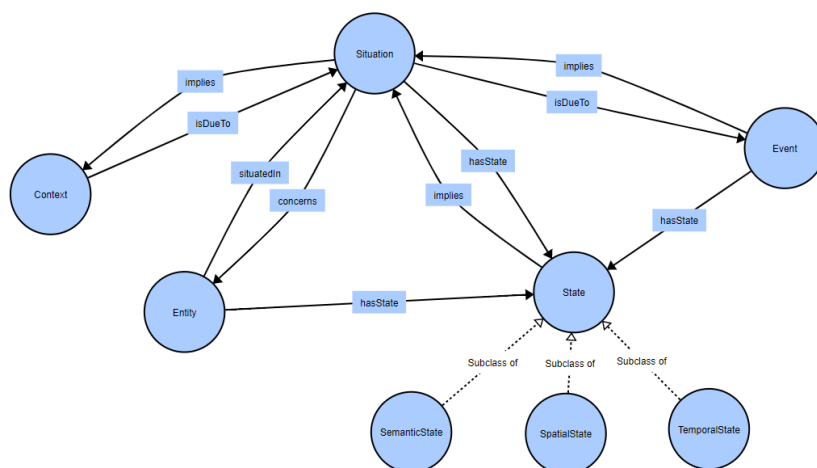 Situation
implies
implies
isDueTo
isDueTo
Event
hasState
situatedIn
Context
implies
concerns
hasState
State
hasState
Entity
Subclass of
Subclass of
Subclass of
SemanticState
SpatialState
TemporalState